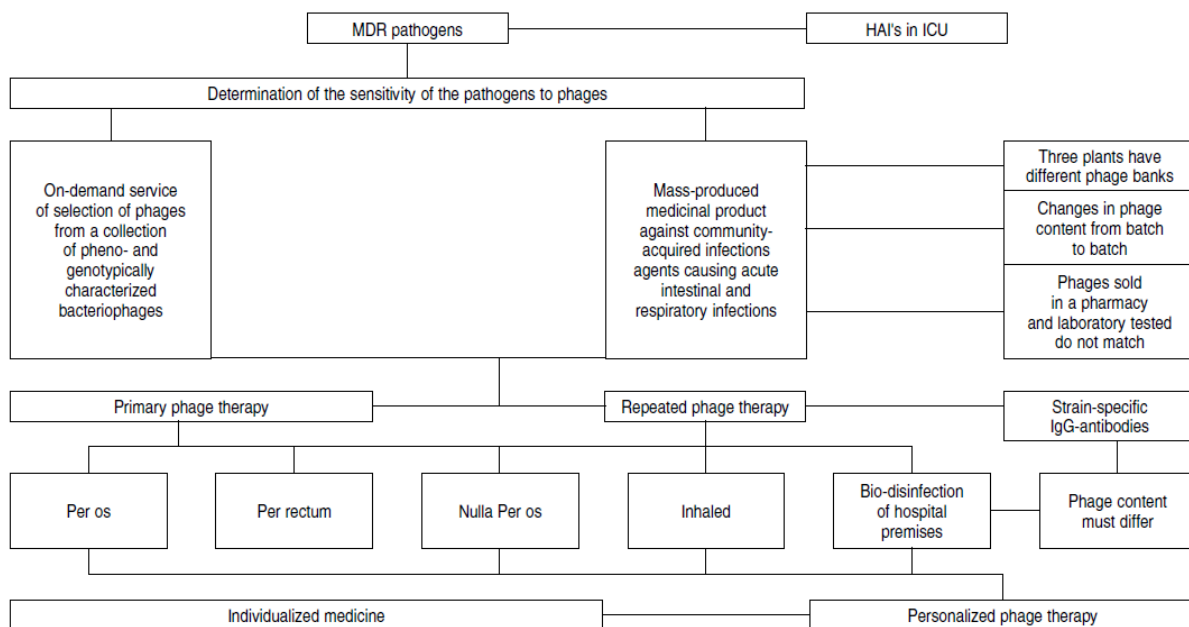 MDR pathogens
HAI's in ICU
Determination of the sensitivity of the pathogens to phages
On-demand service
of selection of phages
from a collection
of pheno- and
genotypically
characterized
bacteriophages
Mass-produced
medicinal product
against community-
acquired infections
agents causing acute
intestinal and
respiratory infections
Three plants have
different phage banks
Changes in phage
content from batch
to batch
Phages sold
in a pharmacy
and laboratory tested
do not match
Primary phage therapy
Repeated phage therapy
Strain-specific
IgG-antibodies
Per os
Per rectum
Nulla Per os
Inhaled
Bio-disinfection
of hospital
premises
Phage content
must differ
Individualized medicine
Personalized phage therapy